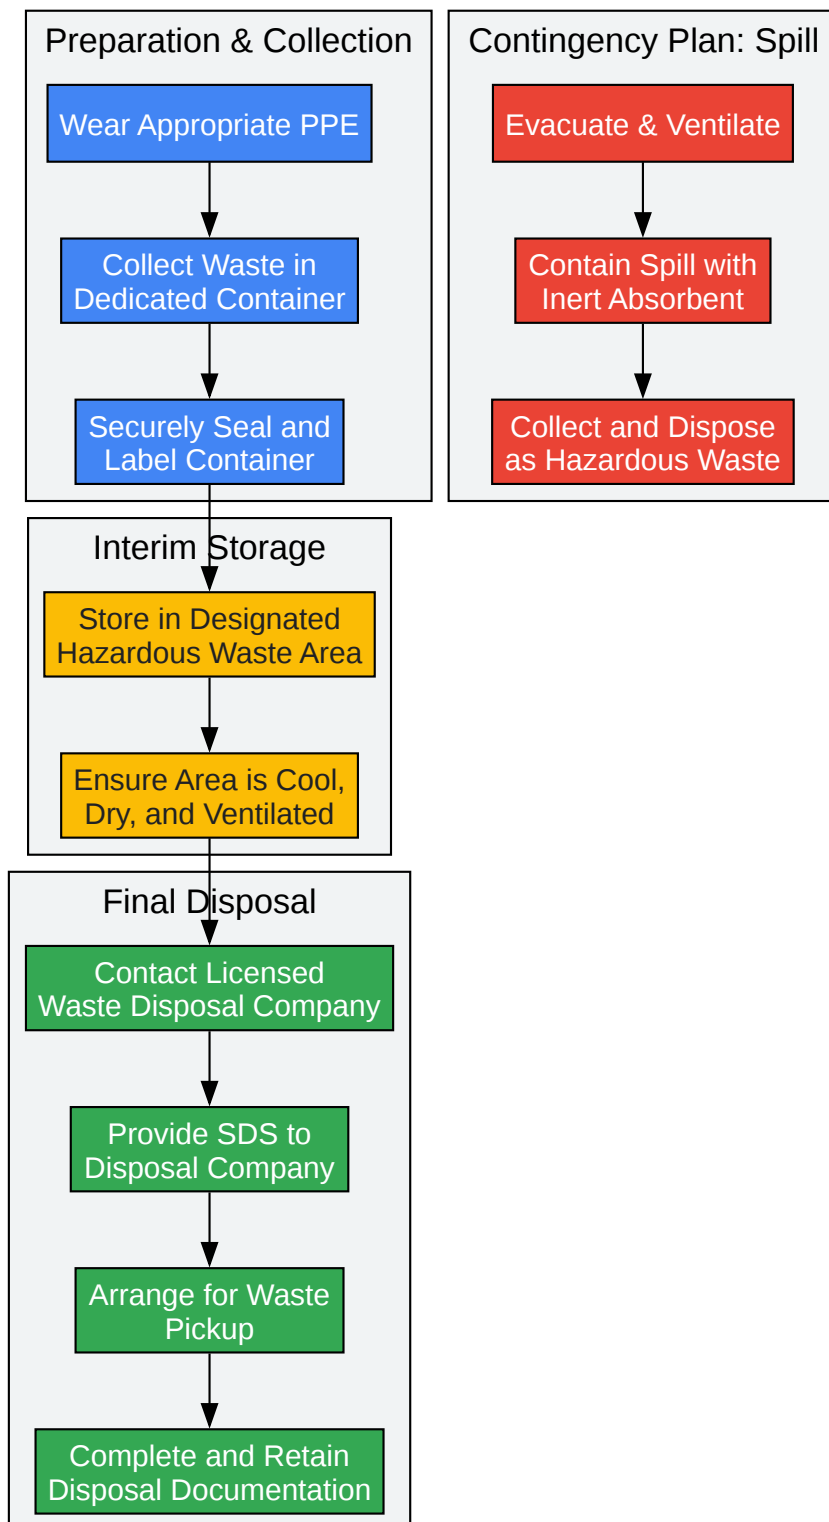 Preparation & Collection
Wear Appropriate PPE
Collect Waste in
Dedicated Container
Securely Seal and
Label Container
Contingency Plan: Spill
Evacuate & Ventilate
Contain Spill with
Inert Absorbent
Collect and Dispose
as Hazardous Waste
Interim Storage
Store in Designated
Hazardous Waste Area
Ensure Area is Cool,
Dry, and Ventilated
Final Disposal
Contact Licensed
Waste Disposal Company
Provide SDS to
Disposal Company
Arrange for Waste
Pickup
Complete and Retain
Disposal Documentation